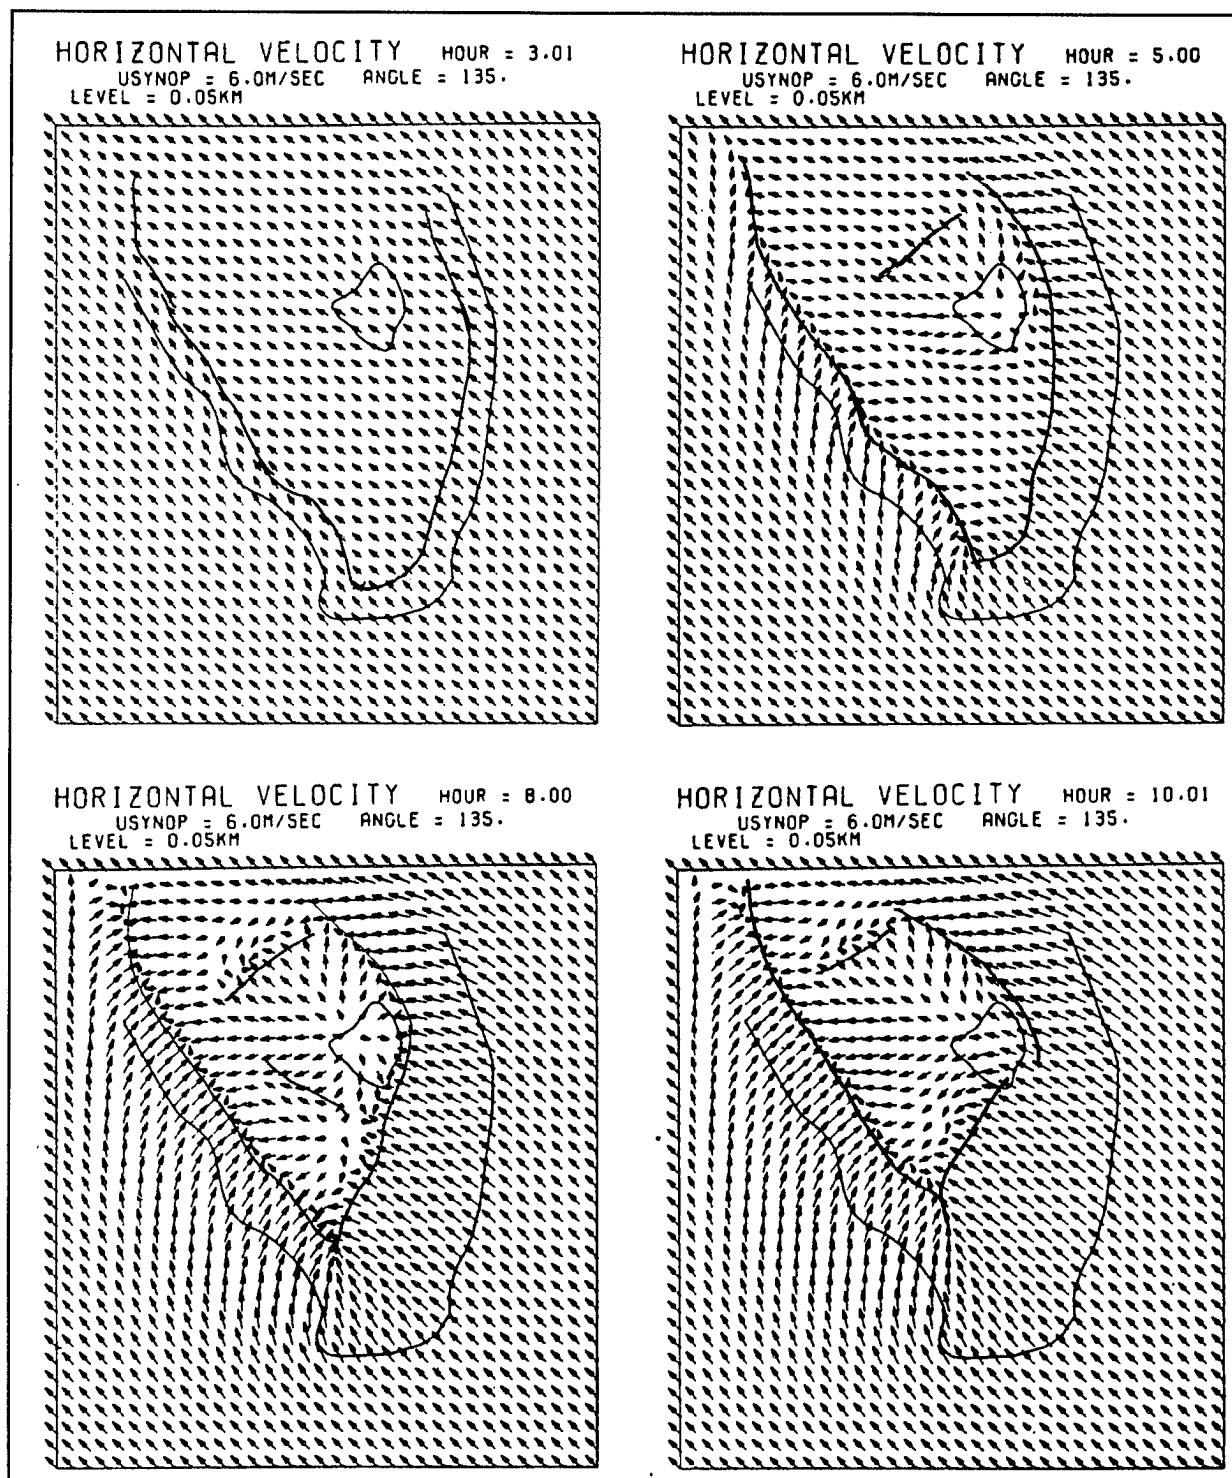 HORIZONTAL VELOCITY HOUR = 3.01
USYNOP = 6.0M/SEC ANGLE = 135.
LEVEL = 0.05KM
HORIZONTAL VELOCITY HOUR = 5.00
USYNOP = 6.0M/SEC ANGLE = 135.
LEVEL = 0.05KM
HORIZONTAL VELOCITY HOUR = 8.00
USYNOP = 6.0M/SEC ANGLE = 135.
LEVEL = 0.05KM
HORIZONTAL VELOCITY HOUR = 10.01
USYNOP = 6.0M/SEC ANGLE = 135.
LEVEL = 0.05KM